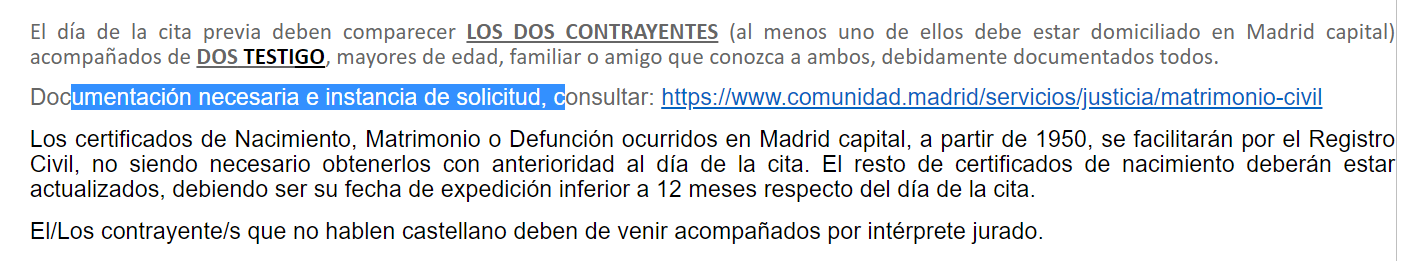 El día de la cita previa deben comparecer LOS DOS CONTRAYENTES (al menos uno de ellos debe estar domiciliado en Madrid capital)
acompañados de DOS TESTIGO, mayores de edad, familiar o amigo que conozca a ambos, debidamente documentados todos.
Documentación necesaria e instancia de solicitud, consultar: https://www.comunidad.madrid/servicios/justicia/matrimonio-civil
Los certificados de Nacimiento, Matrimonio o Defunción ocurridos en Madrid capital, a partir de 1950, se facilitarán por el Registro
Civil, no siendo necesario obtenerlos con anterioridad al día de la cita. El resto de certificados de nacimiento deberán estar
actualizados, debiendo ser su fecha de expedición inferior a 12 meses respecto del día de la cita.
El/Los contrayente/s que no hablen castellano deben de venir acompañados por intérprete jurado.